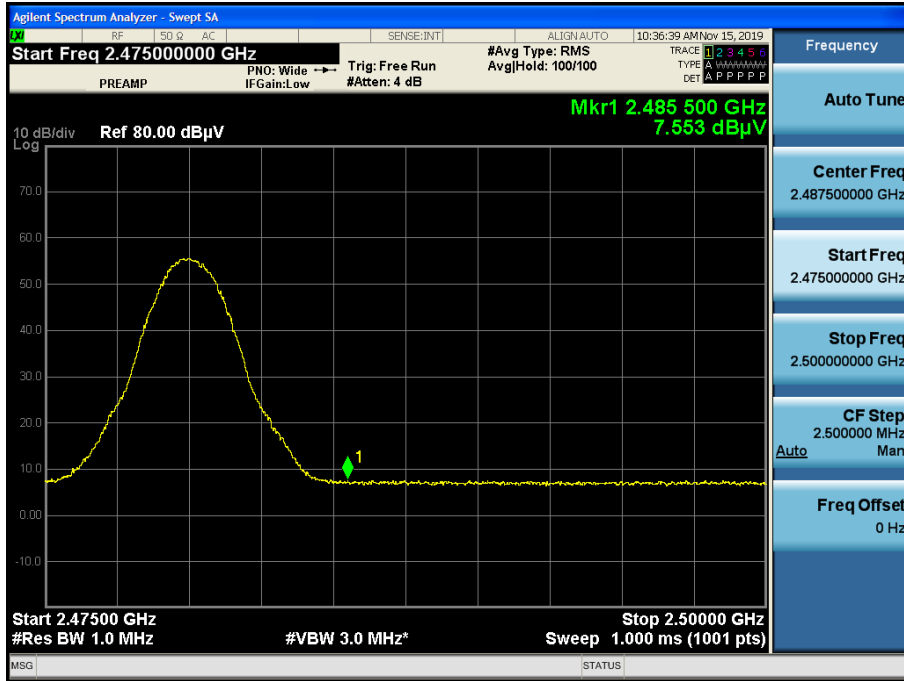 Agilent Spectrum Analyzer - Swept SA
LXI RF 50 Ω AC SENSE:INT ALIGN AUTO 10:36:39 AM Nov 15, 2019
Start Freq 2.475000000 GHz
PREAMP
PNO: Wide
IFGain:Low
Trig: Free Run
#Atten: 4 dB
#Avg Type: RMS
Avg|Hold: 100/100
TRACE 1 2 3 4 5 6
TYPE A WWWWW
DET A P P P P P
Mkr1 2.485 500 GHz
7.553 dBµV
10 dB/div Ref 80.00 dBµV
Log
70.0
60.0
50.0
40.0
30.0
20.0
10.0
0.00
-10.0
1
Start 2.47500 GHz Stop 2.50000 GHz
#Res BW 1.0 MHz #VBW 3.0 MHz* Sweep 1.000 ms (1001 pts)
MSG STATUS
Frequency
Auto Tune
Center Freq
2.487500000 GHz
Start Freq
2.475000000 GHz
Stop Freq
2.500000000 GHz
CF Step
2.500000 MHz
Auto Man
Freq Offset
0 Hz